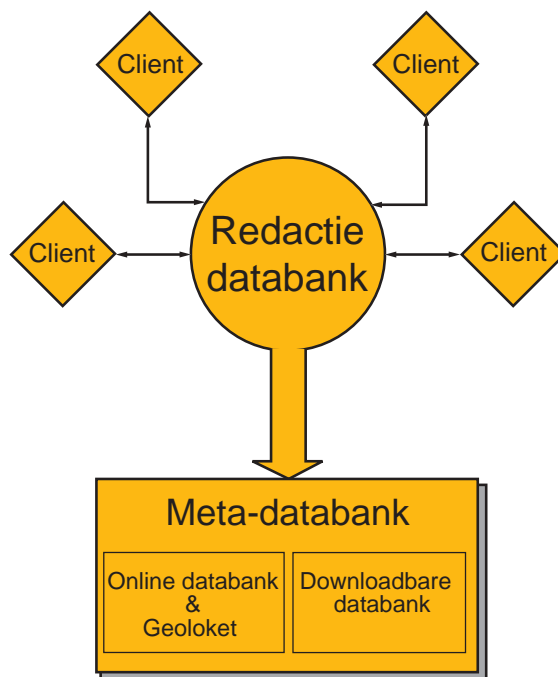 Client
Client
Client
Redactie
databank
Client
Meta-databank
Online databank
&
Geoloket
Downloadbare
databank